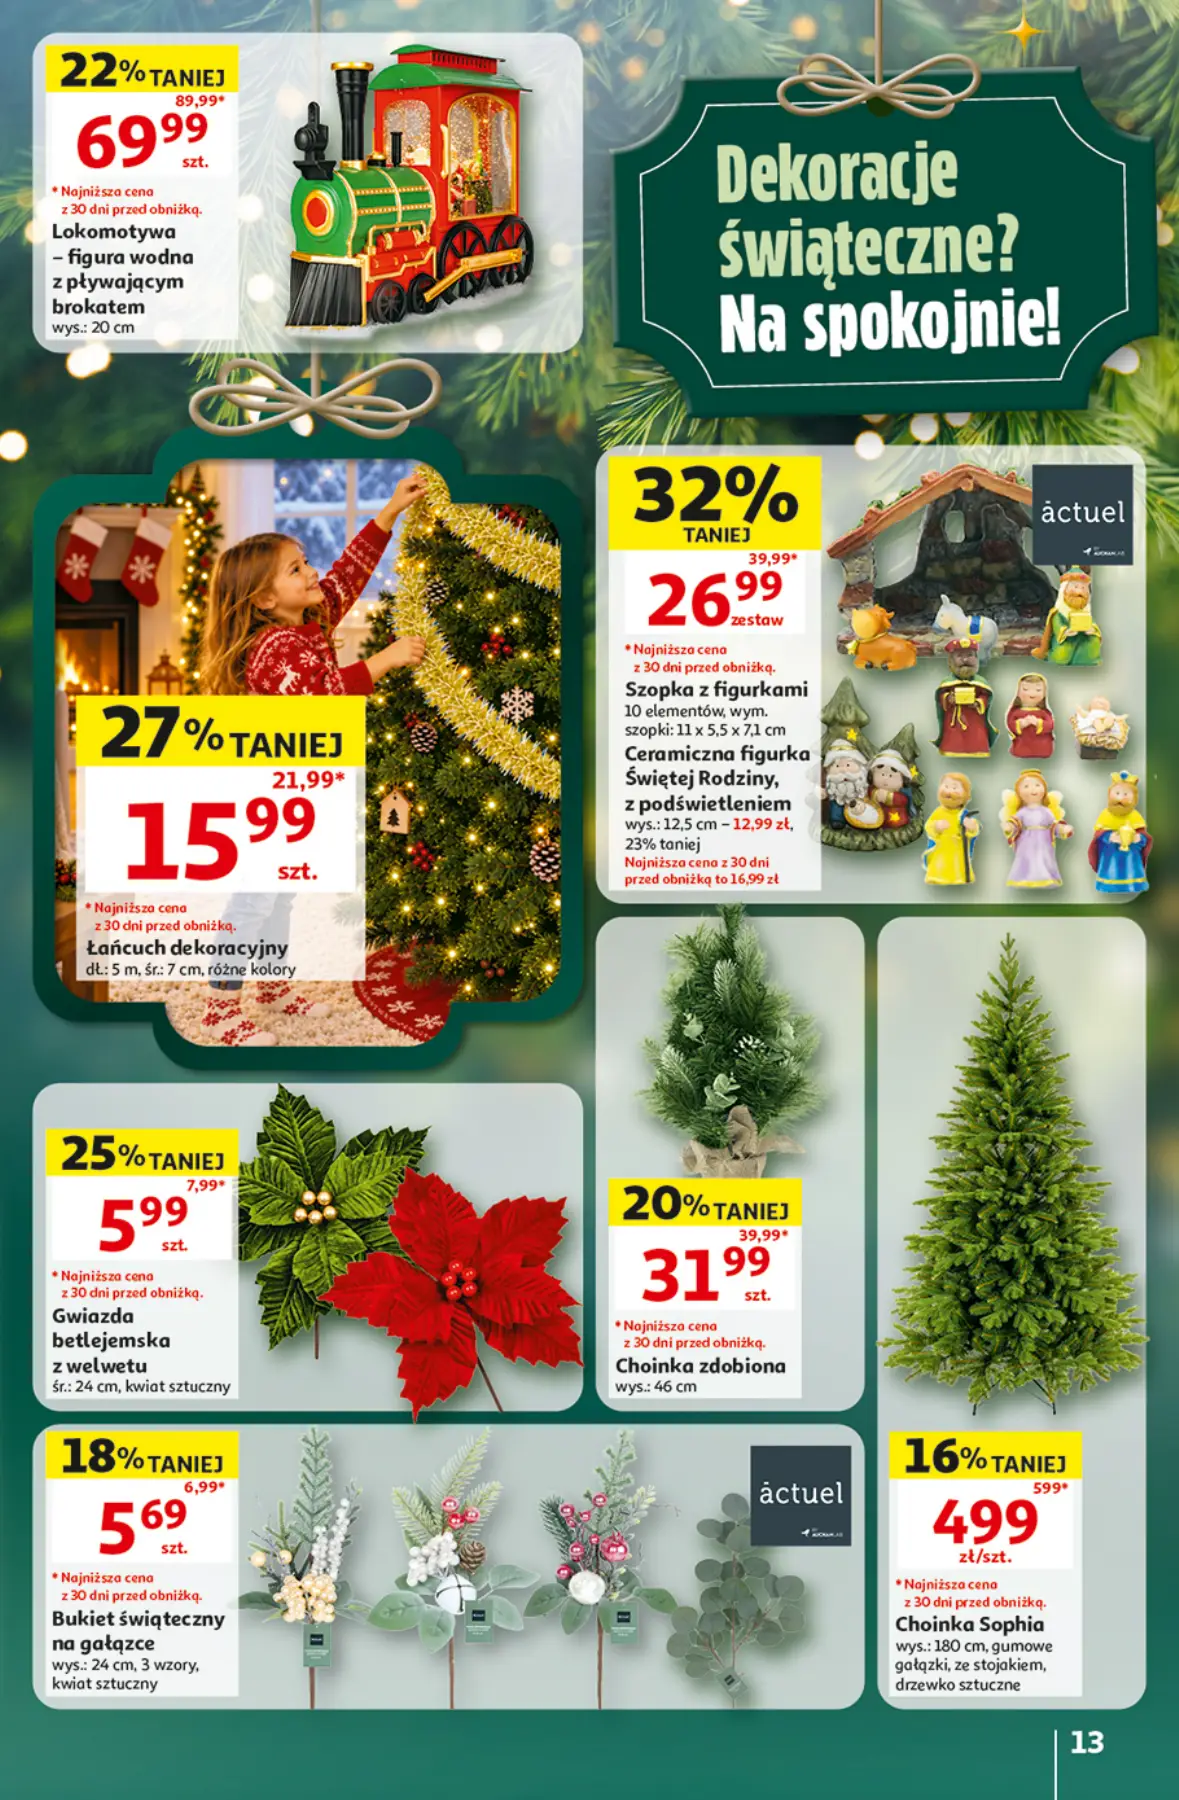 22% TANIEJ
89,99*
69 99
szt.
* Najniższa cena
z 30 dni przed obniżką.
Lokomotywa
– figura wodna
z pływającym
brokatem
wys.: 20 cm
Dekoracje
świąteczne?
Na spokojnie!
32%
TANIEJ
39,99*
26 99
zestaw
* Najniższa cena
z 30 dni przed obniżką.
Szopka z figurkami
10 elementów, wym.
szopki: 11 x 5,5 x 7,1 cm
Ceramiczna figurka
Świętej Rodziny,
z podświetleniem
wys.: 12,5 cm – 12,99 zł,
23% taniej
Najniższa cena z 30 dni
przed obniżką to 16,99 zł
actuel
BY
AUCHAN LAB
27% TANIEJ
21,99*
15 99
szt.
* Najniższa cena
z 30 dni przed obniżką.
Łańcuch dekoracyjny
dł.: 5 m, śr.: 7 cm, różne kolory
25% TANIEJ
7,99*
5 99
szt.
* Najniższa cena
z 30 dni przed obniżką.
Gwiazda
betlejemska
z welwetu
śr.: 24 cm, kwiat sztuczny
20% TANIEJ
39,99*
31 99
szt.
* Najniższa cena
z 30 dni przed obniżką.
Choinka zdobiona
wys.: 46 cm
18% TANIEJ
6,99*
5 69
szt.
* Najniższa cena
z 30 dni przed obniżką.
Bukiet świąteczny
na gałązce
wys.: 24 cm, 3 wzory,
kwiat sztuczny
actuel
BY
AUCHAN LAB
16% TANIEJ
599*
499
zł/szt.
* Najniższa cena
z 30 dni przed obniżką.
Choinka Sophia
wys.: 180 cm, gumowe
gałązki, ze stojakiem,
drzewko sztuczne
13